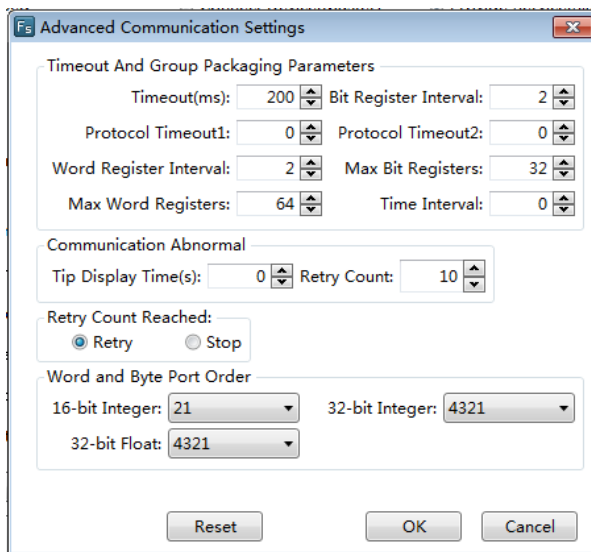 Fs Advanced Communication Settings
Timeout And Group Packaging Parameters
Timeout(ms): 200 Bit Register Interval: 2
Protocol Timeout1: 0 Protocol Timeout2: 0
Word Register Interval: 2 Max Bit Registers: 32
Max Word Registers: 64 Time Interval: 0
Communication Abnormal
Tip Display Time(s): 0 Retry Count: 10
Retry Count Reached:
Retry Stop
Word and Byte Port Order
16-bit Integer: 21 32-bit Integer: 4321
32-bit Float: 4321
Reset OK Cancel